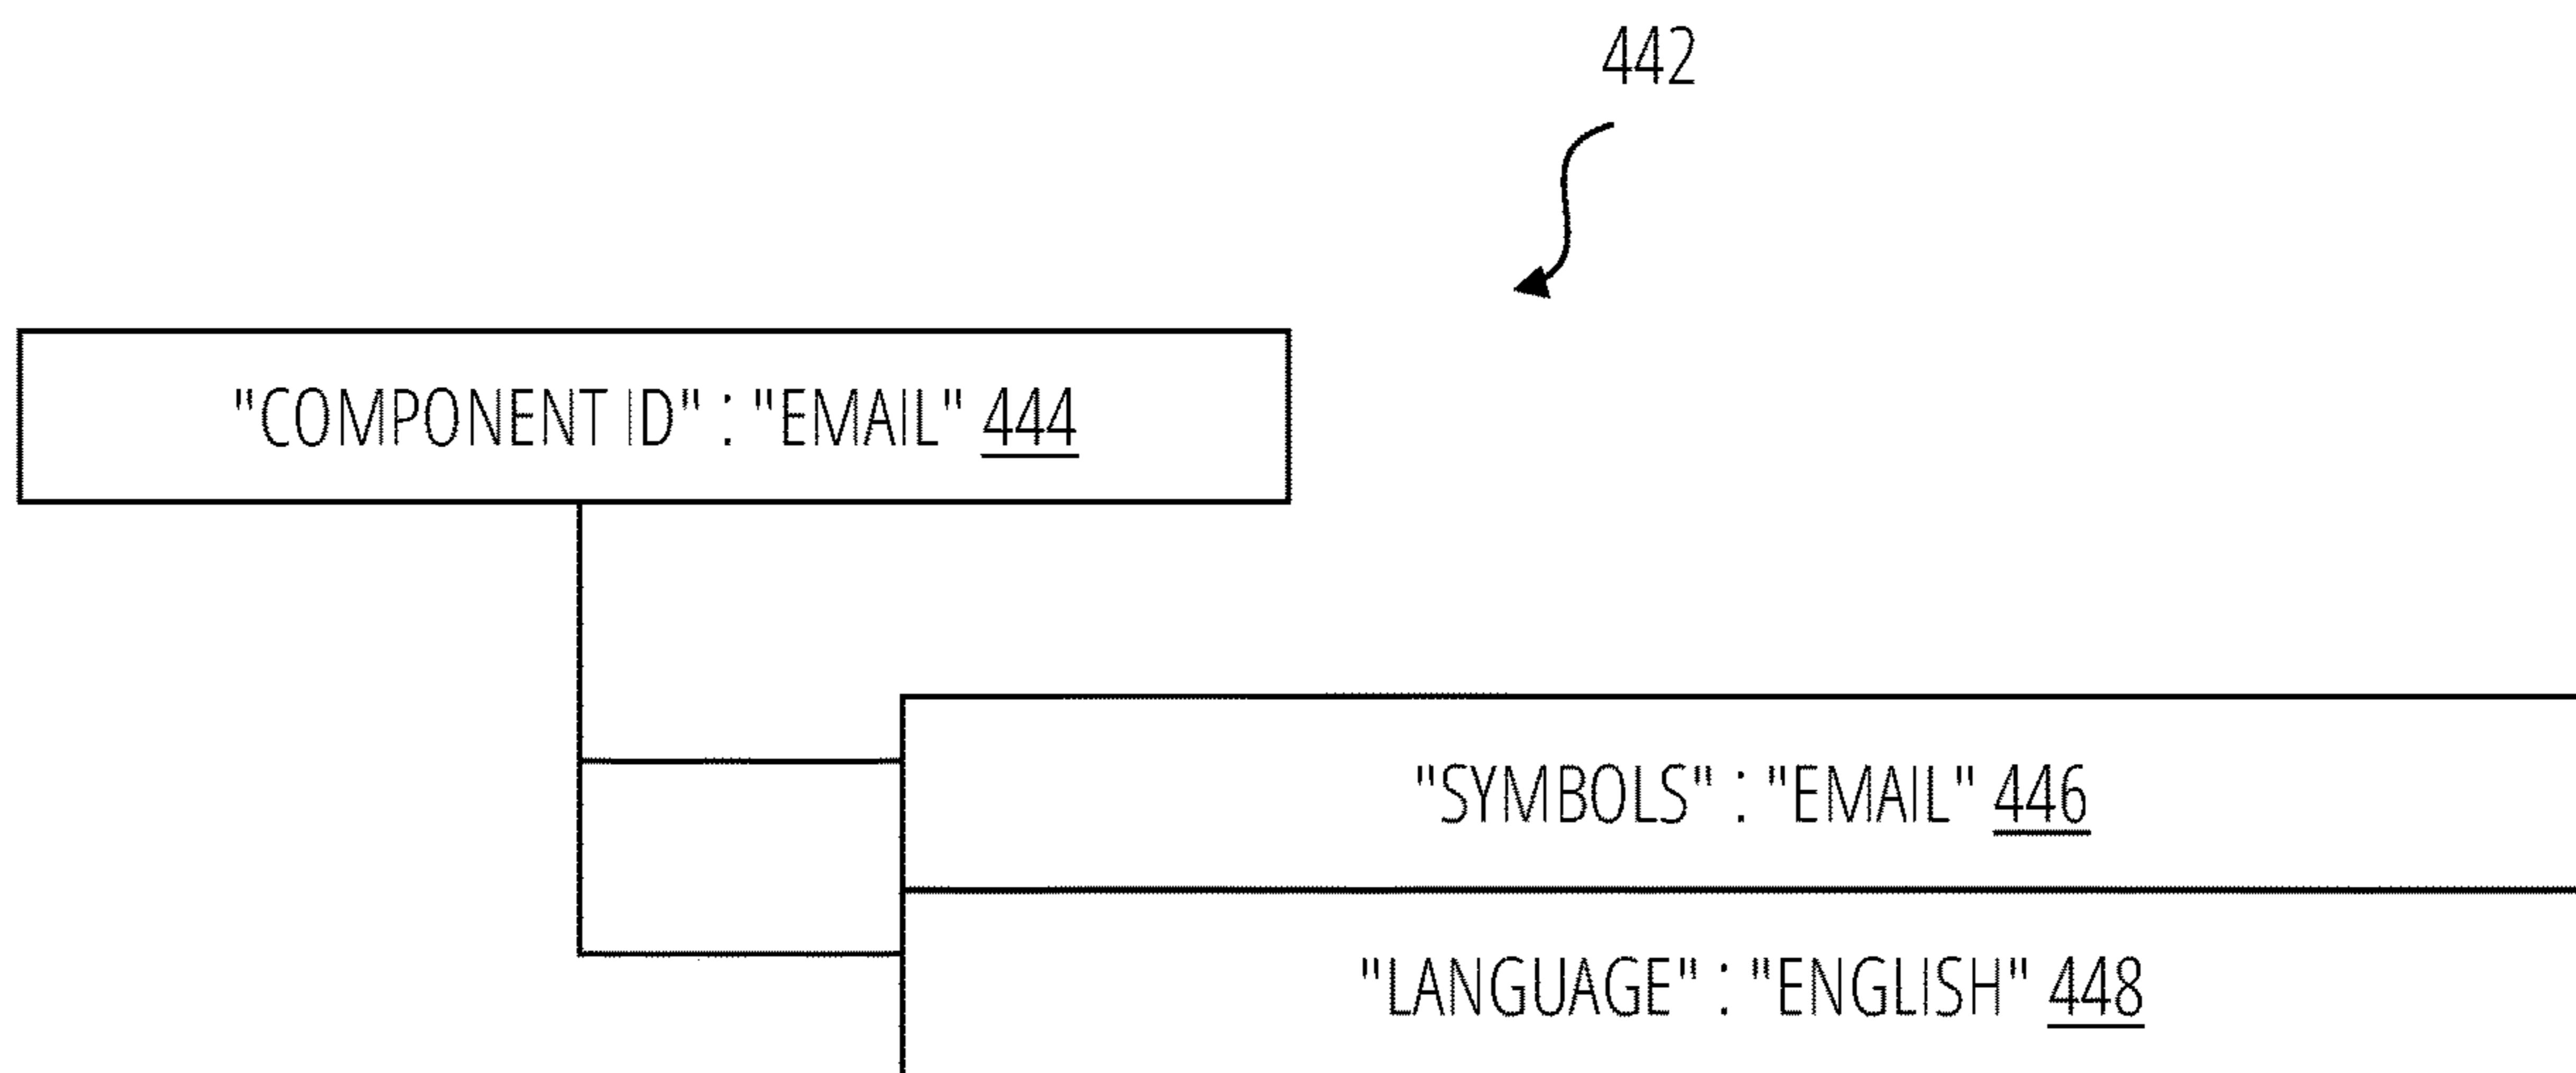 442
"COMPONENT ID" : "EMAIL" 444
"SYMBOLS" : "EMAIL" 446
"LANGUAGE" : "ENGLISH" 448